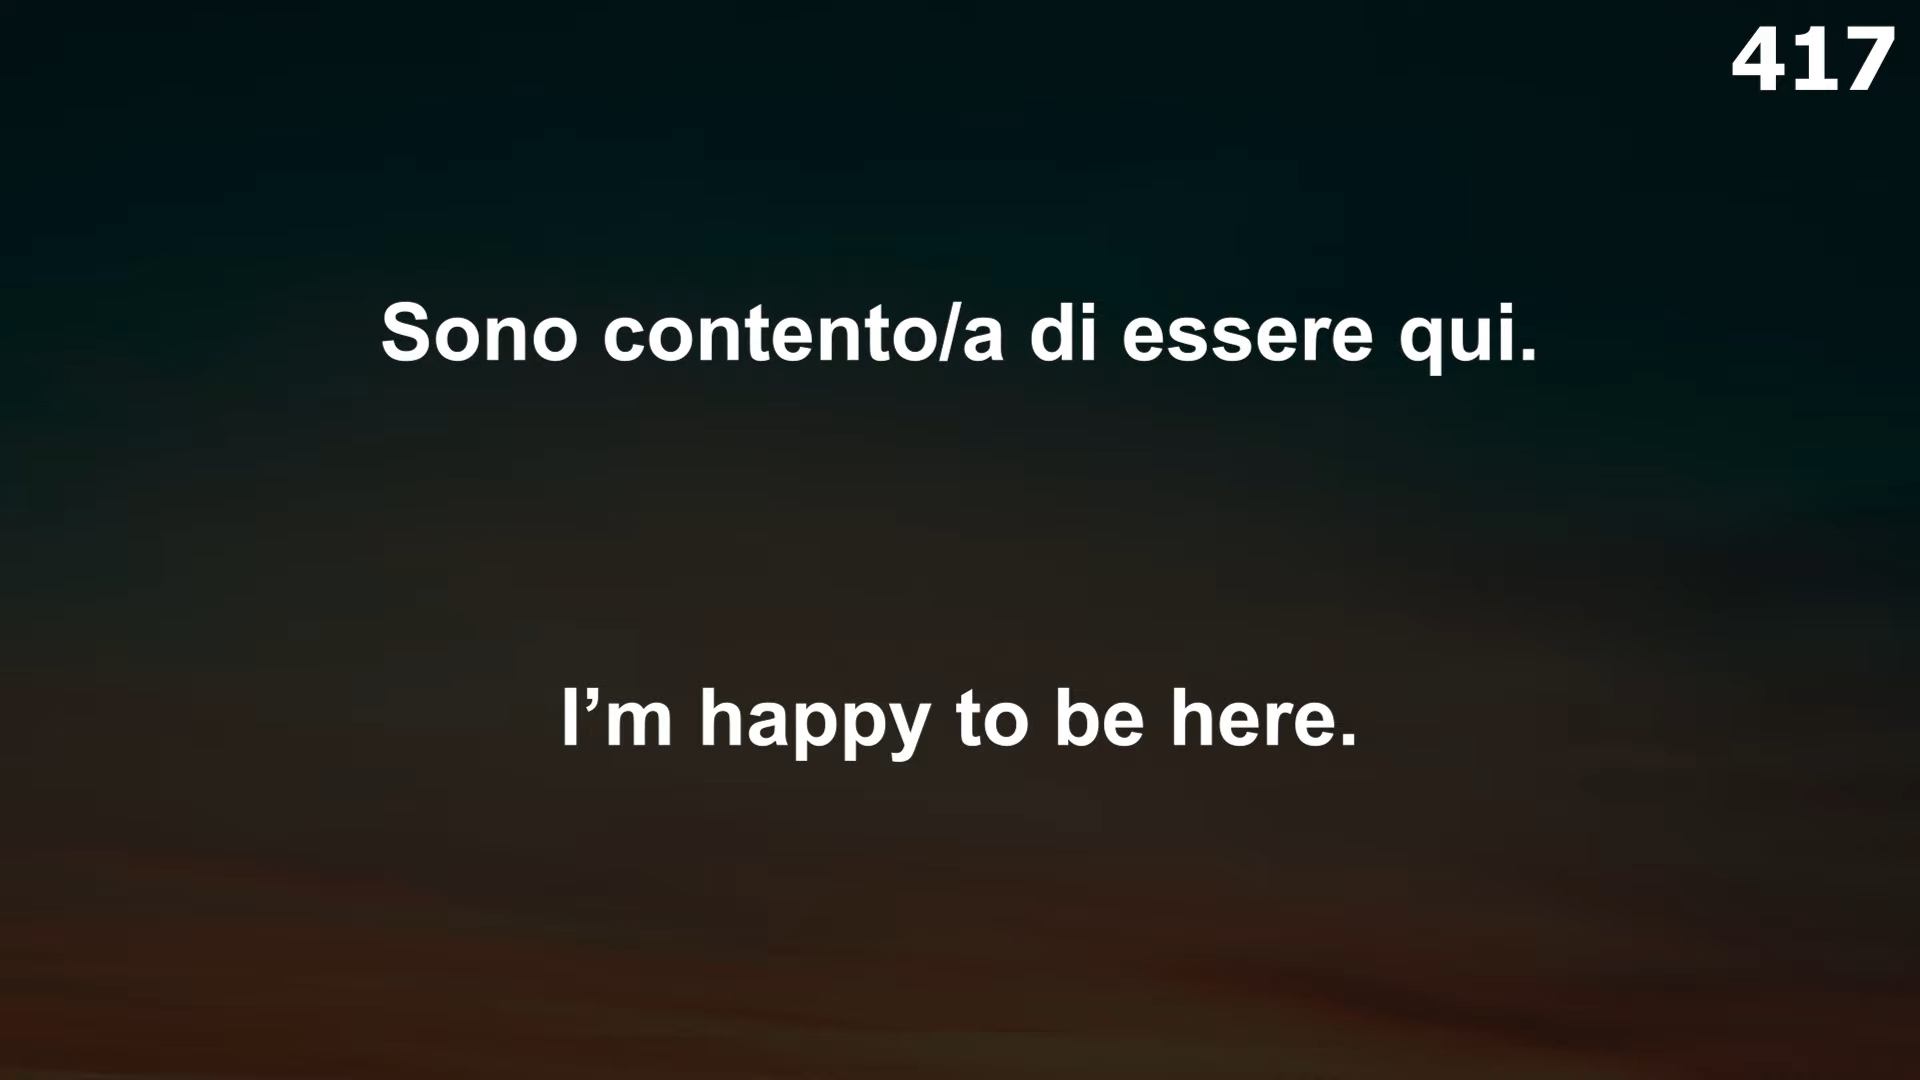 417
Sono contento/a di essere qui.
I’m happy to be here.